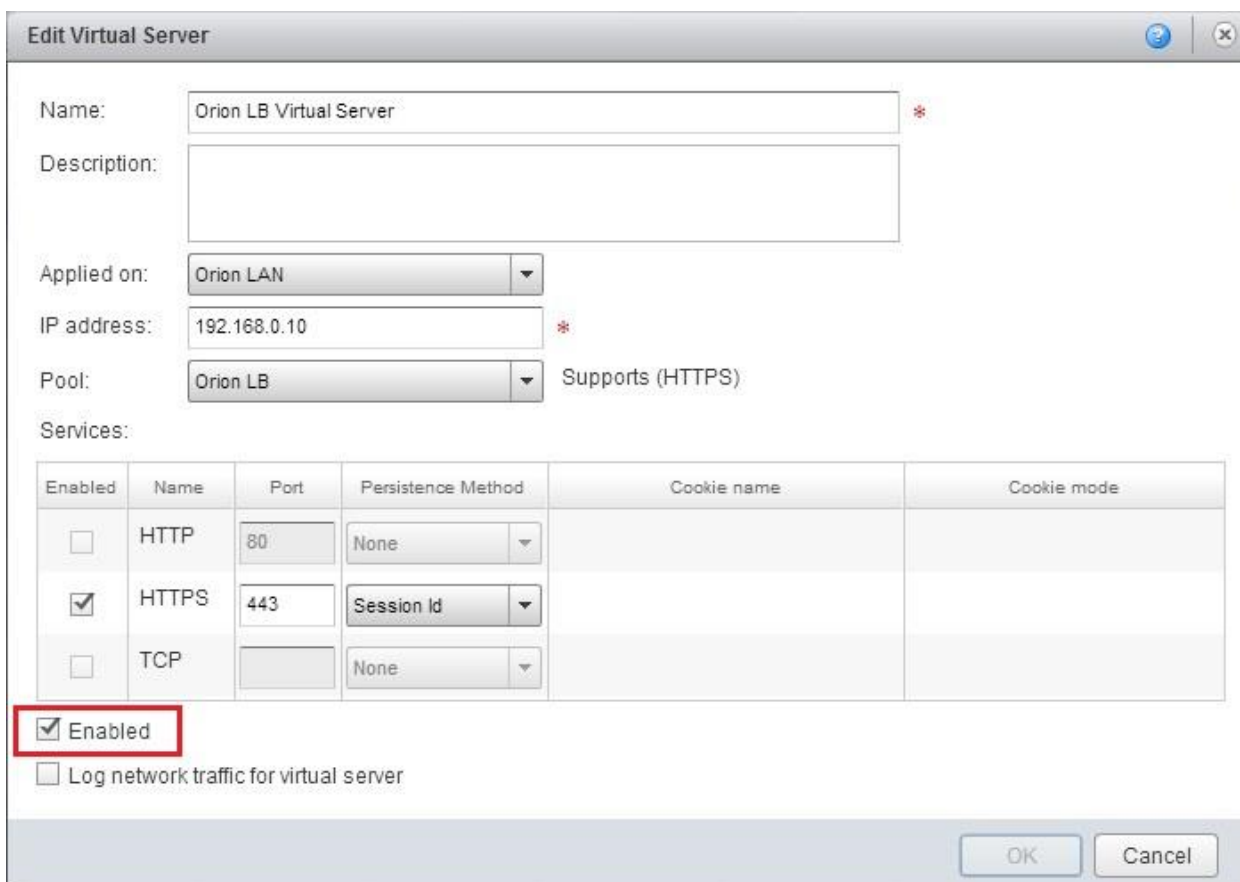 Edit Virtual Server
Name: Orion LB Virtual Server *
Description:
Applied on: Orion LAN
IP address: 192.168.0.10 *
Pool: Orion LB Supports (HTTPS)
Services:
Enabled Name Port Persistence Method Cookie name Cookie mode
HTTP 80 None
HTTPS 443 Session Id
TCP None
Enabled
Log network traffic for virtual server
OK Cancel